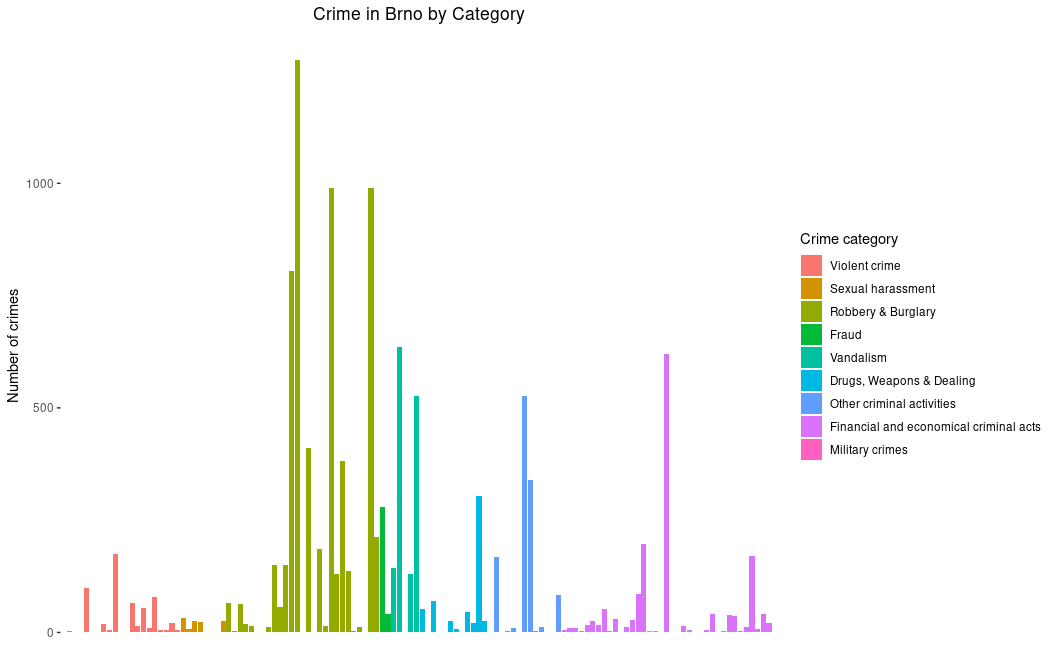 Crime in Brno by Category
Number of crimes
1000
500
0
Crime category
Violent crime
Sexual harassment
Robbery & Burglary
Fraud
Vandalism
Drugs, Weapons & Dealing
Other criminal activities
Financial and economical criminal acts
Military crimes